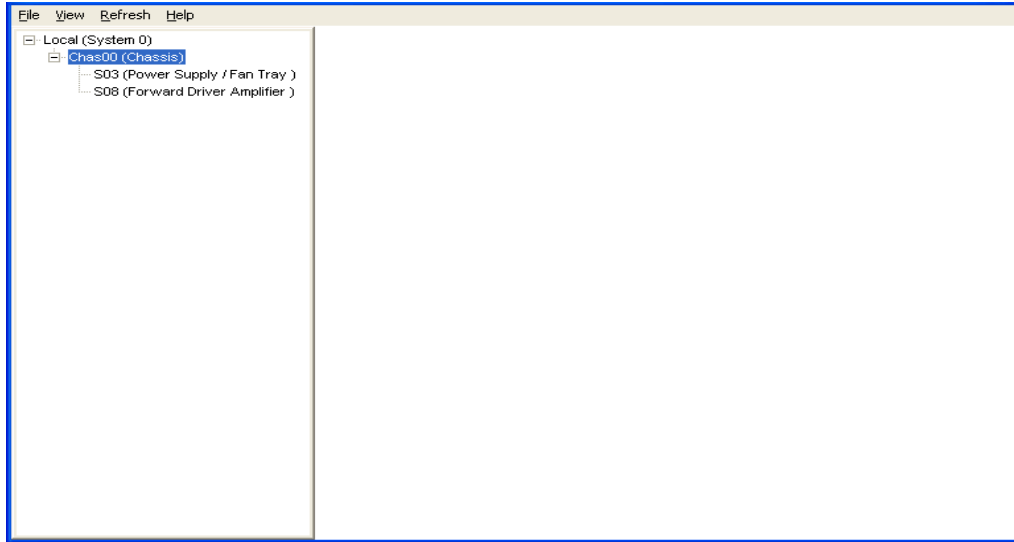 File View Refresh Help
Local (System 0)
Chas00 (Chassis)
S03 (Power Supply / Fan Tray )
S08 (Forward Driver Amplifier )